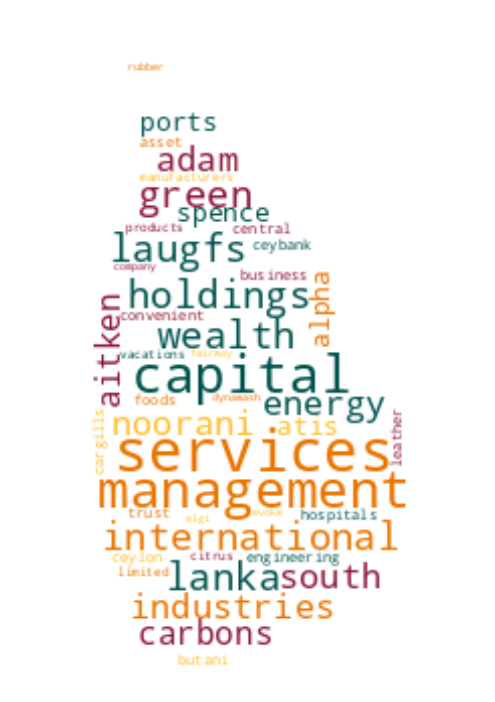 rubber
ports
asset
adam
manufacturers
green
spence
products central
laugfs ceybank
company
business
holdings
alpha
convenient
aitken
wealth
vacations fairway
capital
foods dynawash
energy
cargills
noorani atis
leather
services
management
trust elgi evoke hospitals
international
ceylon citrus engineering
limited
lanka south
industries
carbons
butani